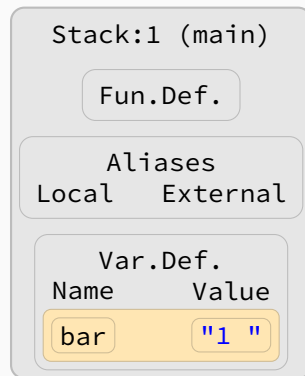 Stack:1 (main)
Fun.Def.
Aliases
Local External
Var.Def.
Name Value
bar "1 "